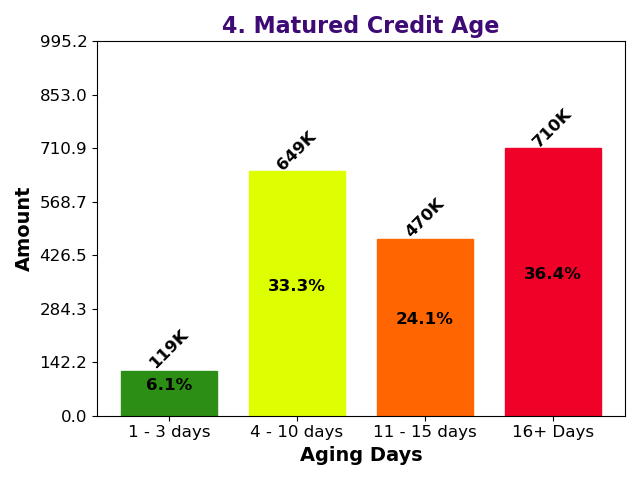 4. Matured Credit Age
995.2
853.0
710.9
568.7
426.5
284.3
142.2
0.0
Amount
119K
649K
470K
710K
6.1%
33.3%
24.1%
36.4%
1 - 3 days
4 - 10 days
11 - 15 days
16+ Days
Aging Days